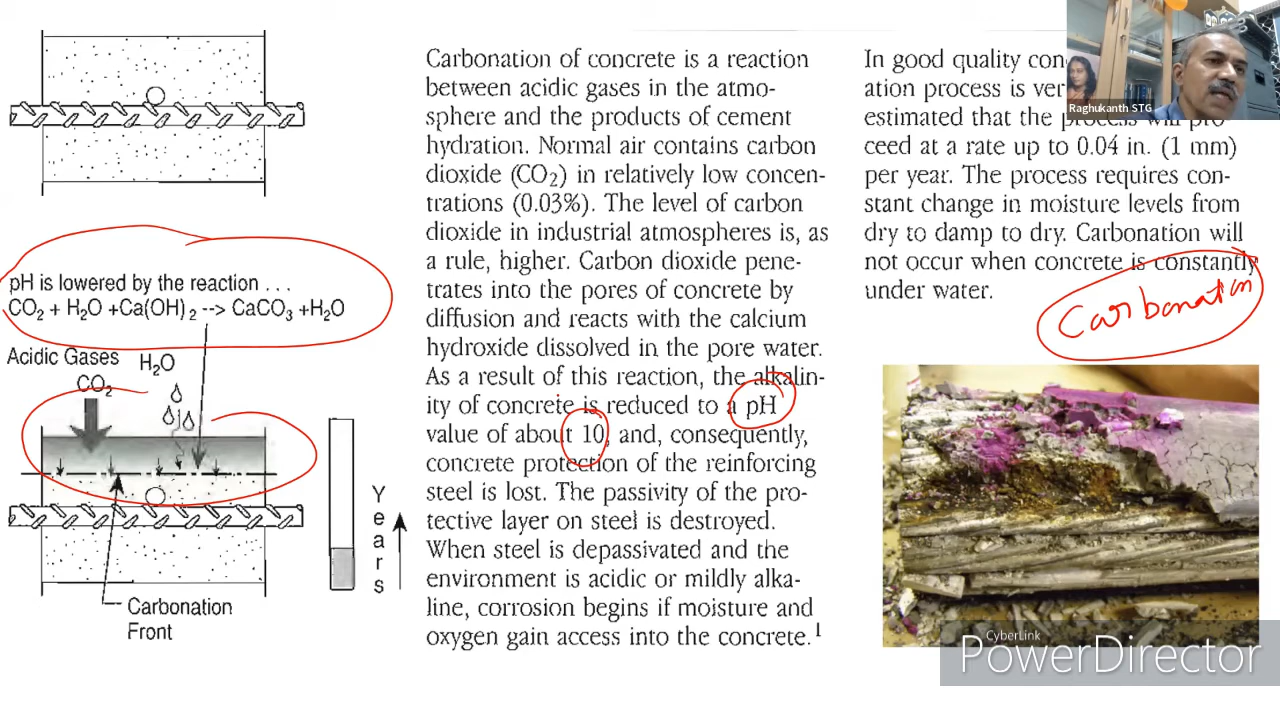 pH is lowered by the reaction . . .
CO2 + H2O +Ca(OH)2 --> CaCO3 +H2O
Acidic Gases
H2O
CO2
Years
Carbonation
Front
Carbonation of concrete is a reaction
between acidic gases in the atmo-
sphere and the products of cement
hydration. Normal air contains carbon
dioxide (CO2) in relatively low concen-
trations (0.03%). The level of carbon
dioxide in industrial atmospheres is, as
a rule, higher. Carbon dioxide pene-
trates into the pores of concrete by
diffusion and reacts with the calcium
hydroxide dissolved in the pore water.
As a result of this reaction, the alkalin-
ity of concrete is reduced to a pH
value of about 10, and, consequently,
concrete protection of the reinforcing
steel is lost. The passivity of the pro-
tective layer on steel is destroyed.
When steel is depassivated and the
environment is acidic or mildly alka-
line, corrosion begins if moisture and
oxygen gain access into the concrete.1
In good quality con
ation process is ver
estimated that the process will pro-
ceed at a rate up to 0.04 in. (1 mm)
per year. The process requires con-
stant change in moisture levels from
dry to damp to dry. Carbonation will
not occur when concrete is constantly
under water.
Carbonation
Raghukanth STG
CyberLink
PowerDirector